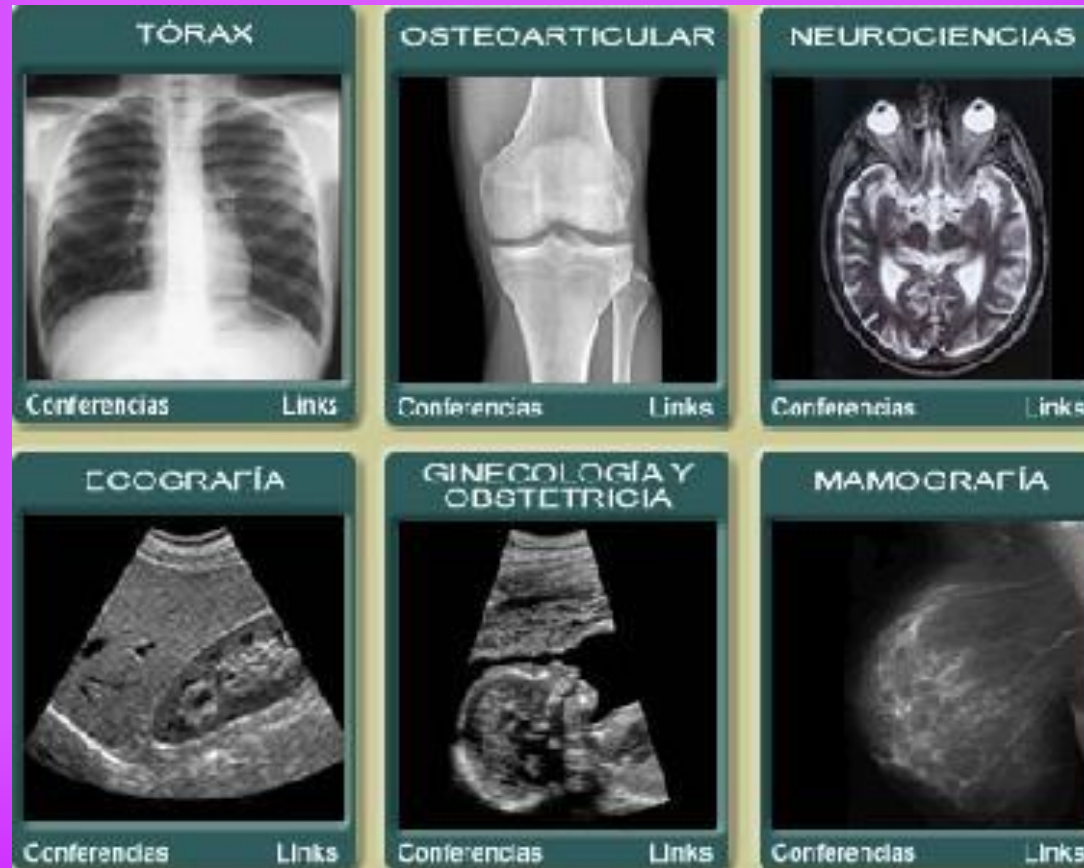 TÓRAX
OSTEOARTICULAR
NEUROCIENCIAS
Conferencias Links
Conferencias Links
Conferencias Links
ECOGRAFÍA
GINECOLOGÍA Y
OBSTETRICIA
MAMOGRAFÍA
Conferencias Links
Conferencias Links
Conferencias Links